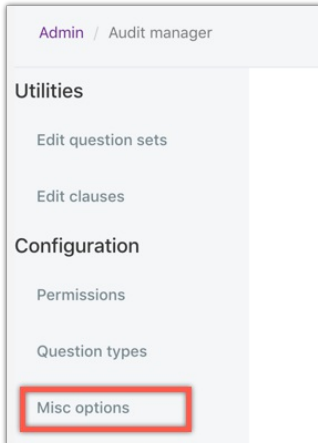 Admin / Audit manager
Utilities
Edit question sets
Edit clauses
Configuration
Permissions
Question types
Misc options